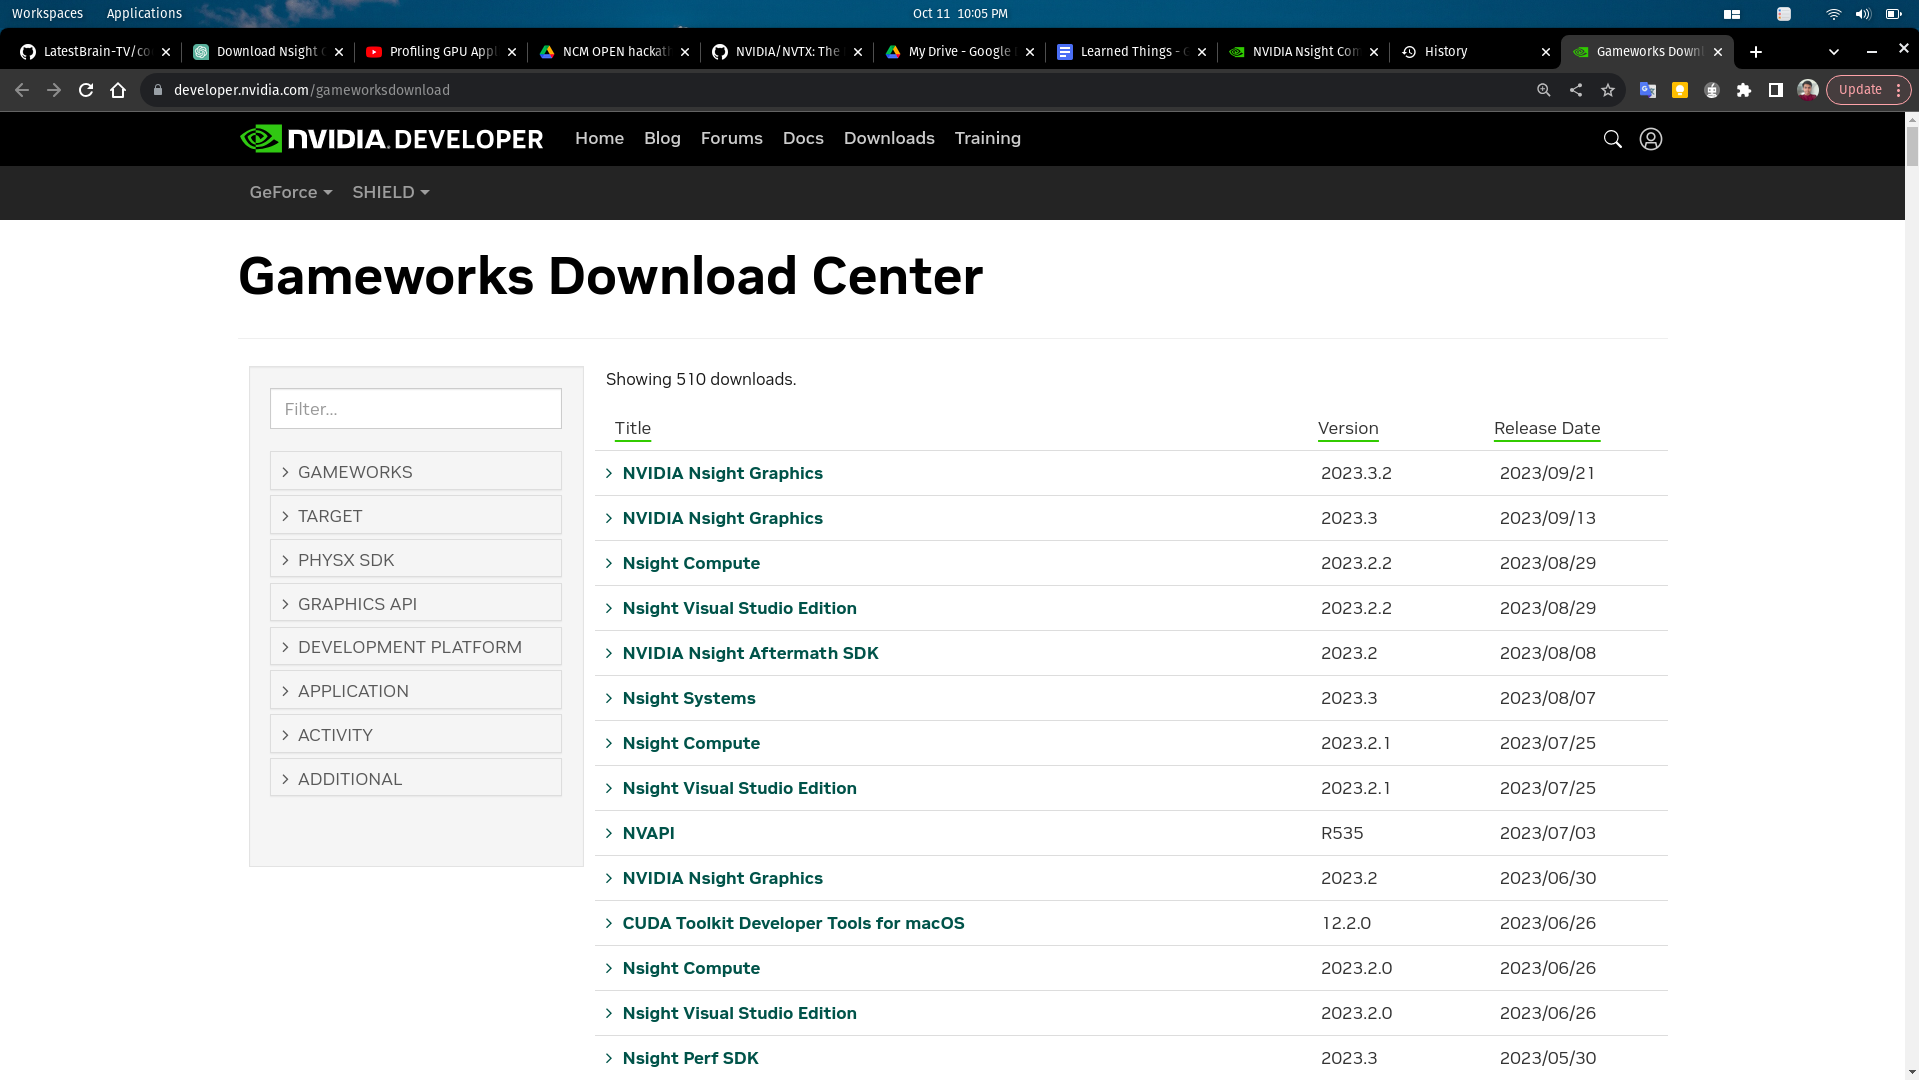 Workspaces Applications Oct 11 10:05 PM
LatestBrain-TV/co Download Nsight Profiling GPU Appl NCM OPEN hackat NVIDIA/NVTX: The My Drive - Google Learned Things - NVIDIA Nsight Com History Gameworks Down
developer.nvidia.com/gameworksdownload Update
NVIDIA. DEVELOPER Home Blog Forums Docs Downloads Training
GeForce SHIELD
Gameworks Download Center
Showing 510 downloads.
Filter...
Title Version Release Date
GAMEWORKS
TARGET
PHYSX SDK
GRAPHICS API
DEVELOPMENT PLATFORM
APPLICATION
ACTIVITY
ADDITIONAL
NVIDIA Nsight Graphics 2023.3.2 2023/09/21
NVIDIA Nsight Graphics 2023.3 2023/09/13
Nsight Compute 2023.2.2 2023/08/29
Nsight Visual Studio Edition 2023.2.2 2023/08/29
NVIDIA Nsight Aftermath SDK 2023.2 2023/08/08
Nsight Systems 2023.3 2023/08/07
Nsight Compute 2023.2.1 2023/07/25
Nsight Visual Studio Edition 2023.2.1 2023/07/25
NVAPI R535 2023/07/03
NVIDIA Nsight Graphics 2023.2 2023/06/30
CUDA Toolkit Developer Tools for macOS 12.2.0 2023/06/26
Nsight Compute 2023.2.0 2023/06/26
Nsight Visual Studio Edition 2023.2.0 2023/06/26
Nsight Perf SDK 2023.3 2023/05/30